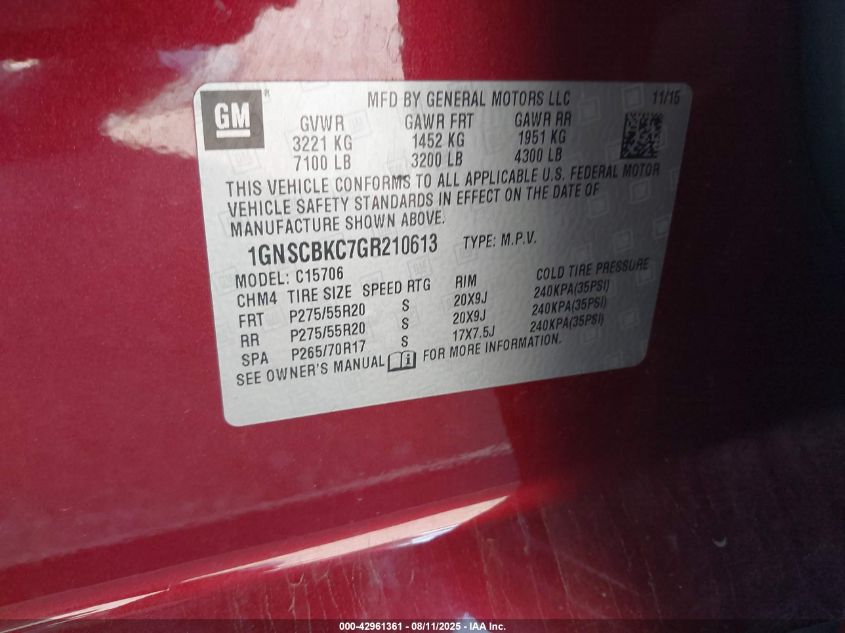 GM
MFD BY GENERAL MOTORS LLC 11/15
GVWR GAWR FRT GAWR RR
3221 KG 1452 KG 1951 KG
7100 LB 3200 LB 4300 LB
THIS VEHICLE CONFORMS TO ALL APPLICABLE U.S. FEDERAL MOTOR
VEHICLE SAFETY STANDARDS IN EFFECT ON THE DATE OF
MANUFACTURE SHOWN ABOVE.
1GNSCBKC7GR210613 TYPE: M.P.V.
MODEL: C15706
CHM4 TIRE SIZE SPEED RTG RIM COLD TIRE PRESSURE
FRT P275/55R20 S 20X9J 240KPA(35PSI)
RR P275/55R20 S 20X9J 240KPA(35PSI)
SPA P265/70R17 S 17X7.5J 240KPA(35PSI)
SEE OWNER'S MANUAL i FOR MORE INFORMATION.
000-42961361 - 08/11/2025 - © IAA Inc.